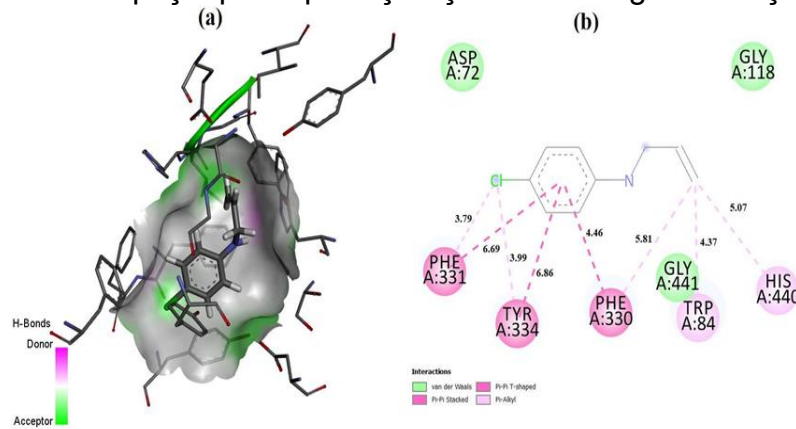 (a)
H-Bonds
Donor
Acceptor
(b)
ASP
A:72
GLY
A:118
Cl
N
3.79
6.69
3.99
6.86
4.46
5.81
4.37
5.07
PHE
A:331
TYR
A:334
PHE
A:330
GLY
A:441
TRP
A:84
HIS
A:440
Interactions
van der Waals
Pi-Pi Stacked
Pi-Pi T-shaped
Pi-Alkyl